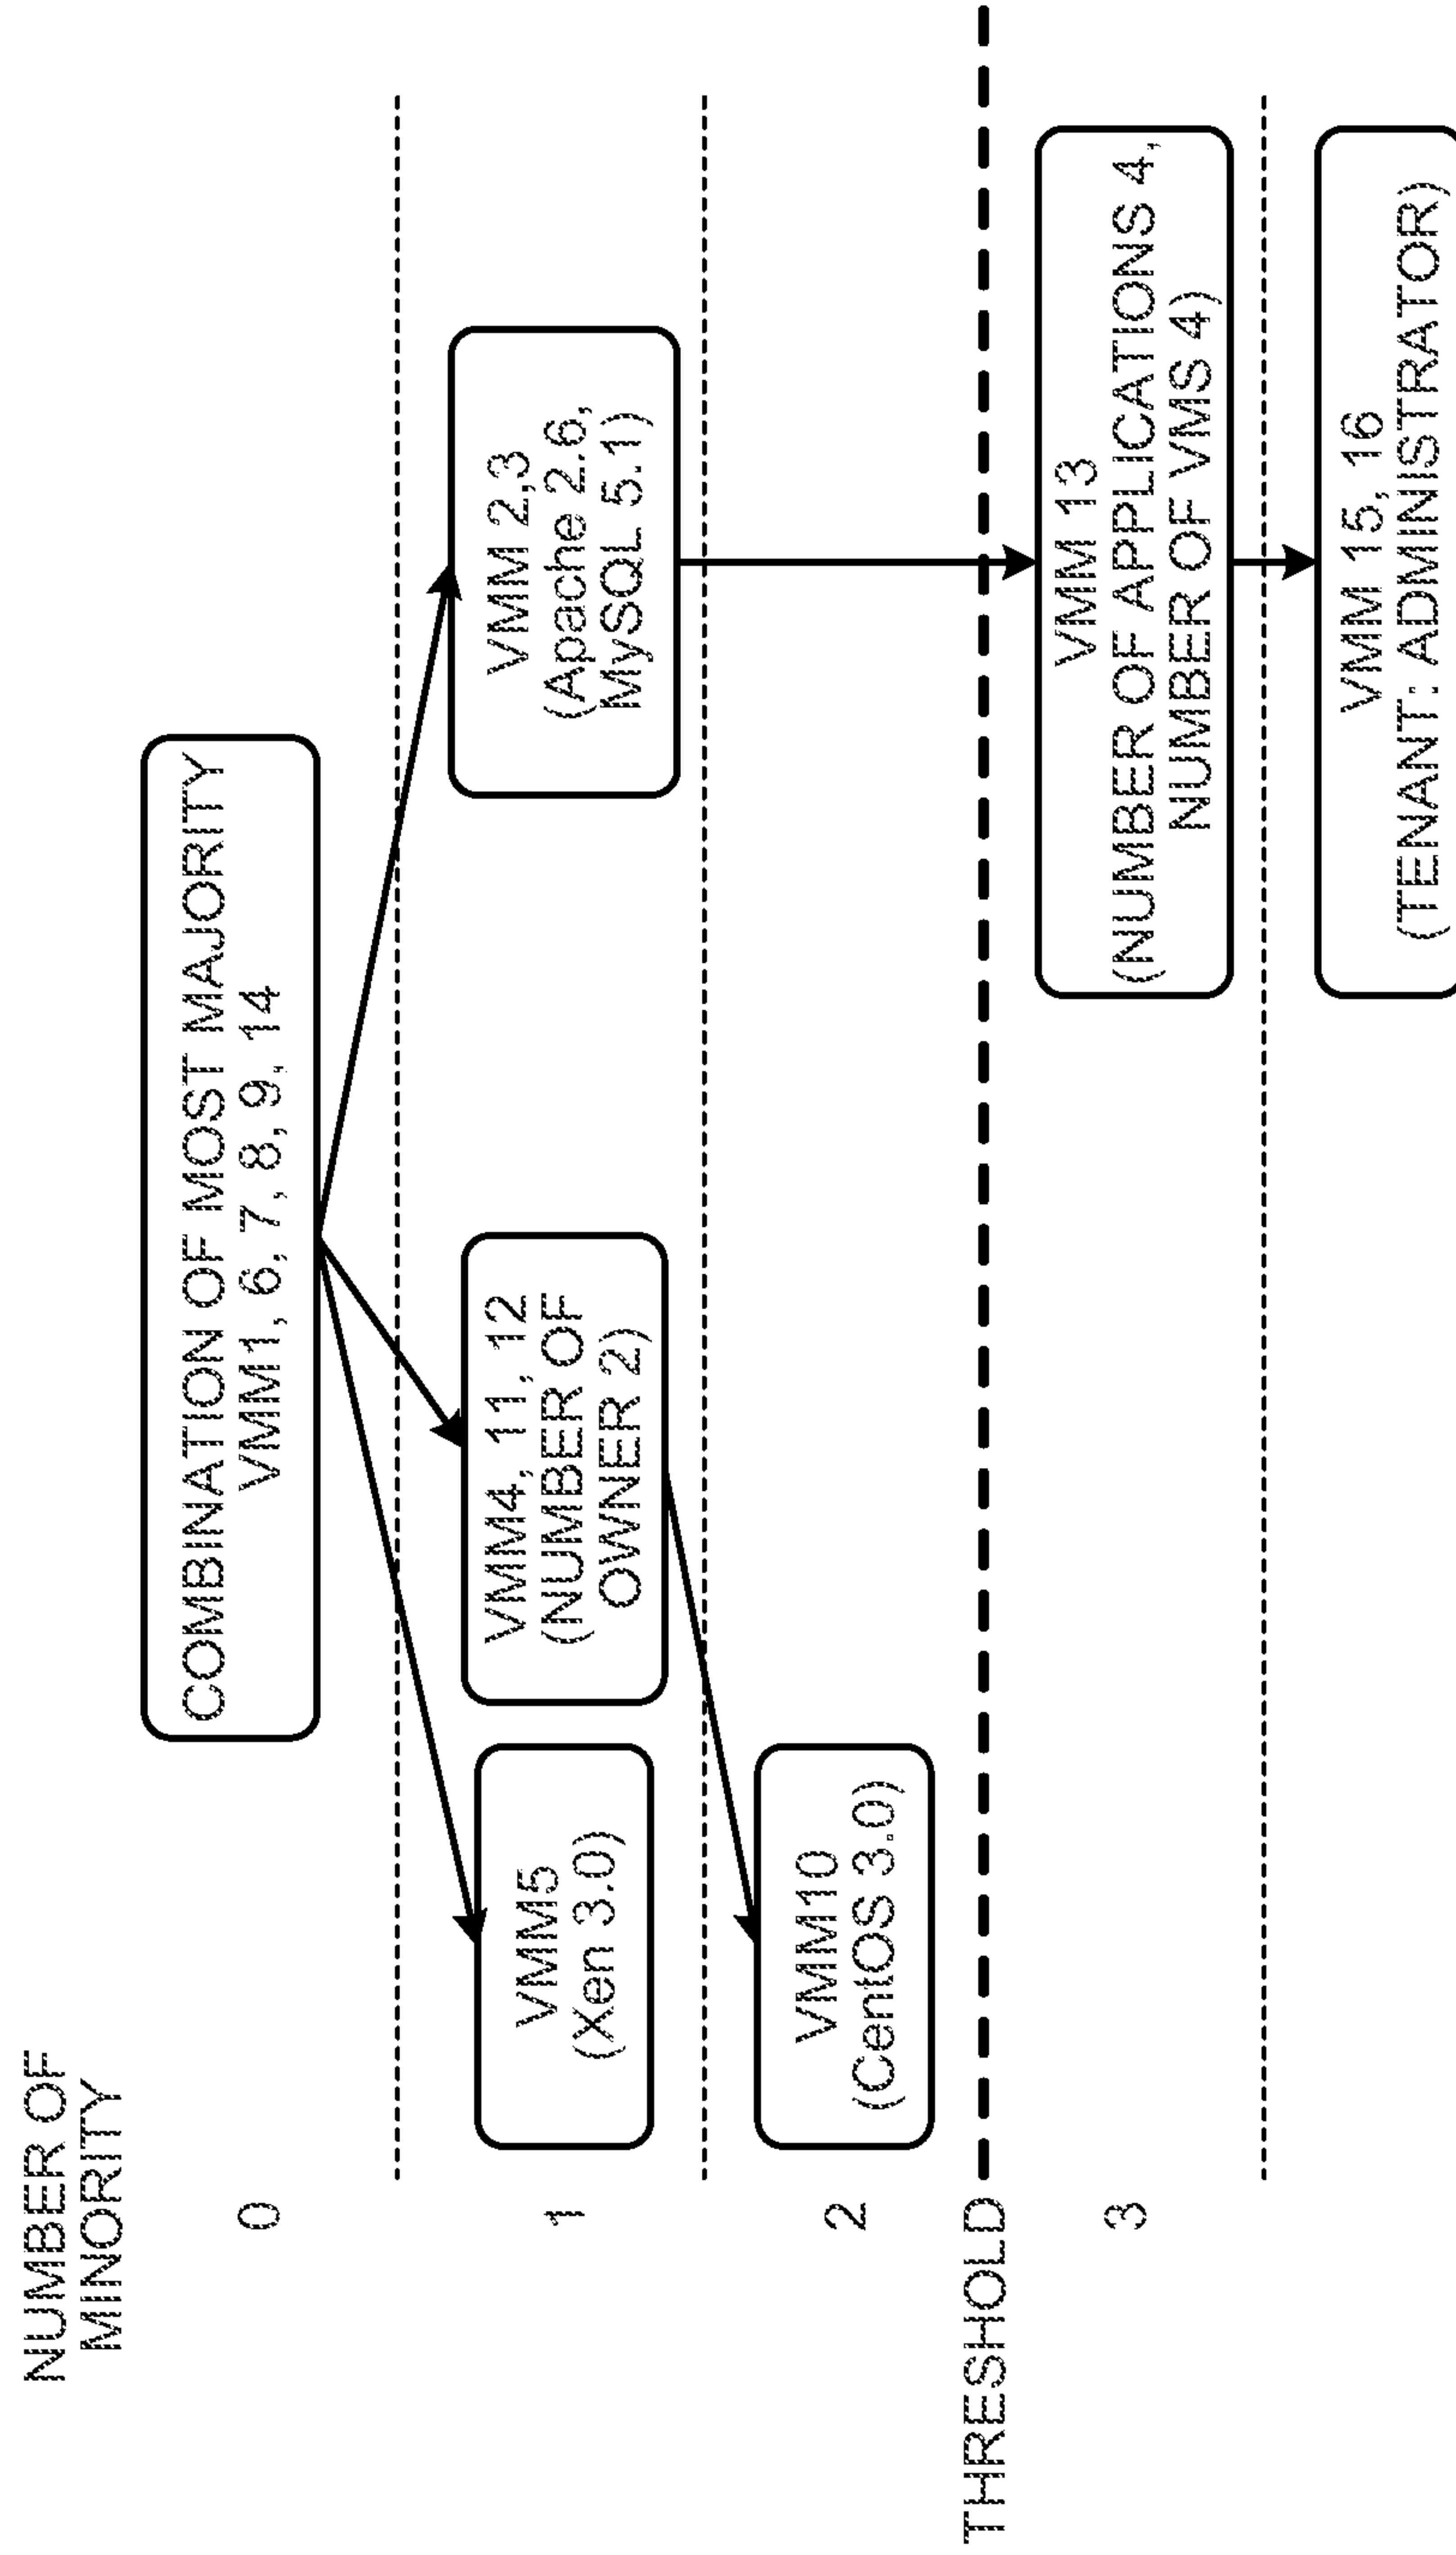 NUMBER OF
MINORITY
0
COMBINATION OF MOST MAJORITY
VMM1, 6, 7, 8, 9, 14
1
VMM5
(Xen 3.0)
VMM4, 11, 12
(NUMBER OF
OWNER 2)
VMM 2,3
(Apache 2.6,
MySQL 5.1)
2
VMM10
(CentOS 3.0)
THRESHOLD
3
VMM 13
(NUMBER OF APPLICATIONS 4,
NUMBER OF VMS 4)
VMM 15, 16
(TENANT: ADMINISTRATOR)